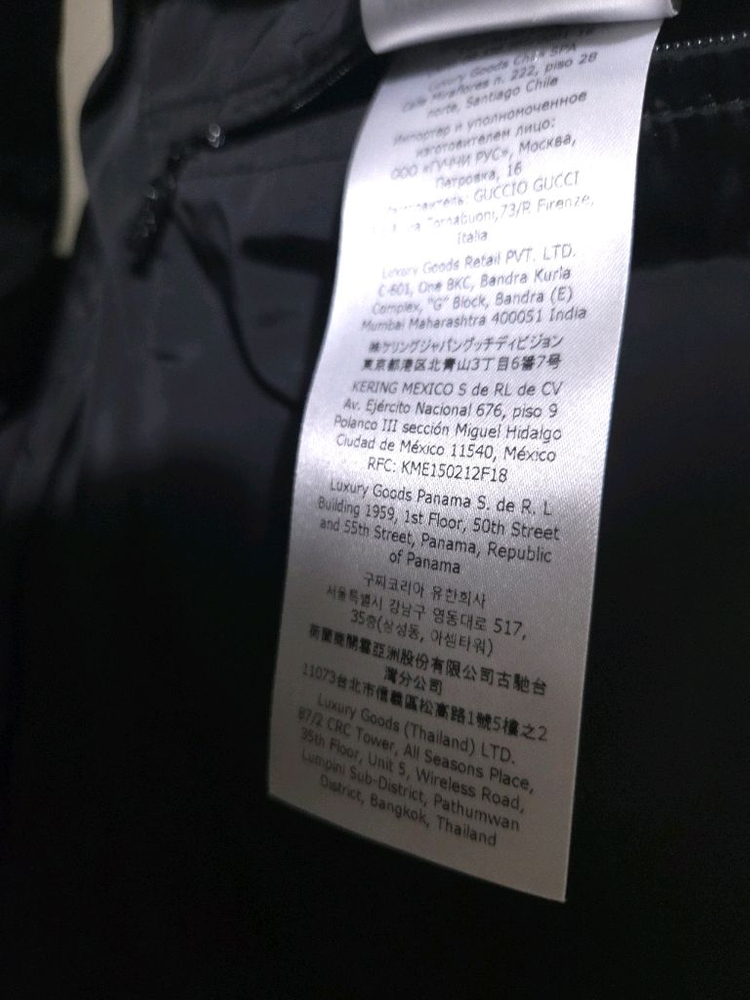 Luxury Goods Chile SPA
Calle Miraflores n. 222, piso 28
norte, Santiago Chile
Импортер и уполномоченное
изготовителем лицо:
ООО «ГУЧЧИ РУС», Москва,
Петровка, 16
GUCCIO GUCCI
73/R Firenze,
Italia
Luxury Goods Retail PVT. LTD.
C-601, One BKC, Bandra Kurla
Complex, "G" Block, Bandra (E)
Mumbai Maharashtra 400051 India
㈱ケリングジャパングッチディビジョン
東京都港区北青山3丁目6番7号
KERING MEXICO S de RL de CV
Av. Ejército Nacional 676, piso 9
Polanco III sección Miguel Hidalgo
Ciudad de México 11540, México
RFC: KME150212F18
Luxury Goods Panama S. de R. L
Building 1959, 1st Floor, 50th Street
and 55th Street, Panama, Republic
of Panama
구찌코리아 유한회사
서울특별시 강남구 영동대로 517,
35층(삼성동, 아셈타워)
荷蘭商開雲亞洲股份有限公司古馳台
灣分公司
11073台北市信義區松高路1號5樓之2
Luxury Goods (Thailand) LTD.
87/2 CRC Tower, All Seasons Place,
35th Floor, Unit 5, Wireless Road,
Lumpini Sub-District, Pathumwan
District, Bangkok, Thailand